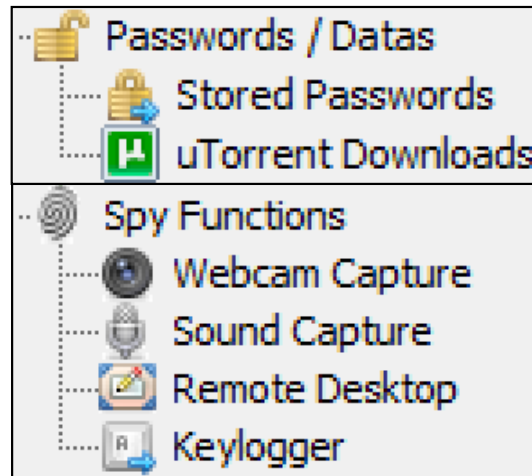 Passwords / Datas
Stored Passwords
uTorrent Downloads
Spy Functions
Webcam Capture
Sound Capture
Remote Desktop
Keylogger